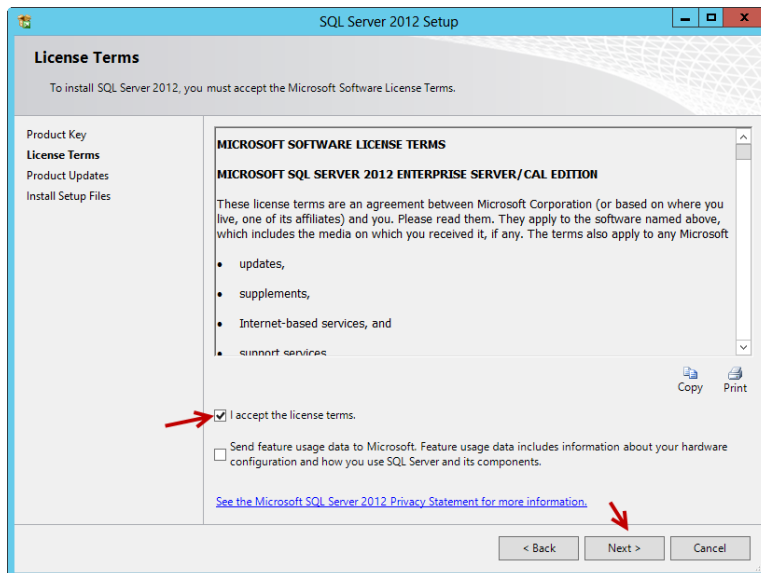 SQL Server 2012 Setup
License Terms
To install SQL Server 2012, you must accept the Microsoft Software License Terms.
Product Key
License Terms
Product Updates
Install Setup Files
MICROSOFT SOFTWARE LICENSE TERMS
MICROSOFT SQL SERVER 2012 ENTERPRISE SERVER/CAL EDITION
These license terms are an agreement between Microsoft Corporation (or based on where you
live, one of its affiliates) and you. Please read them. They apply to the software named above,
which includes the media on which you received it, if any. The terms also apply to any Microsoft
• updates,
• supplements,
• Internet-based services, and
• support services
Copy Print
I accept the license terms.
Send feature usage data to Microsoft. Feature usage data includes information about your hardware
configuration and how you use SQL Server and its components.
See the Microsoft SQL Server 2012 Privacy Statement for more information.
< Back Next > Cancel